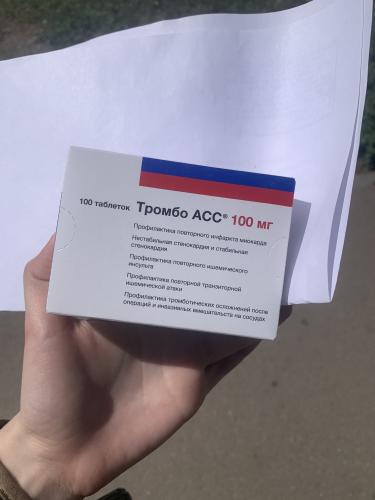 100 таблеток Тромбо АСС® 100 мг
Профилактика повторного инфаркта миокарда
Нестабильная стенокардия и стабильная
стенокардия
Профилактика повторного ишемического
инсульта
Профилактика повторной транзиторной
ишемической атаки
Профилактика тромботических осложнений после
операций и инвазивных вмешательств на сосудах